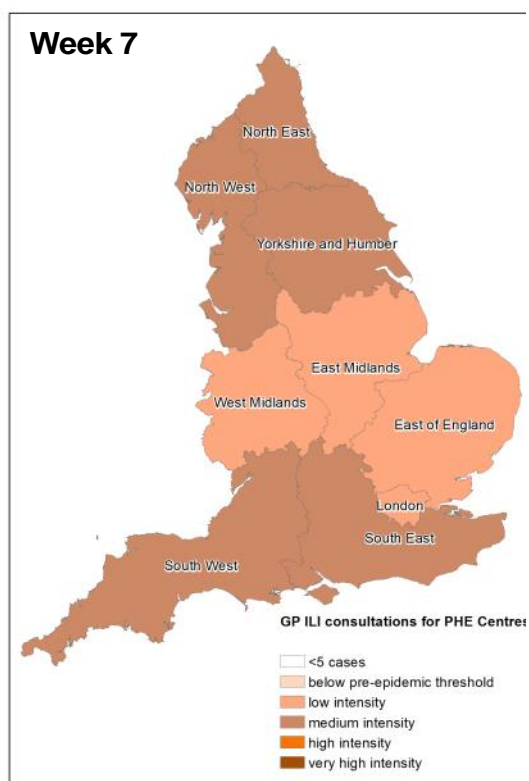 Week 7
North East
North West
Yorkshire and Humber
East Midlands
West Midlands
East of England
London
South East
South West
GP ILI consultations for PHE Centres
<5 cases
below pre-epidemic threshold
low intensity
medium intensity
high intensity
very high intensity